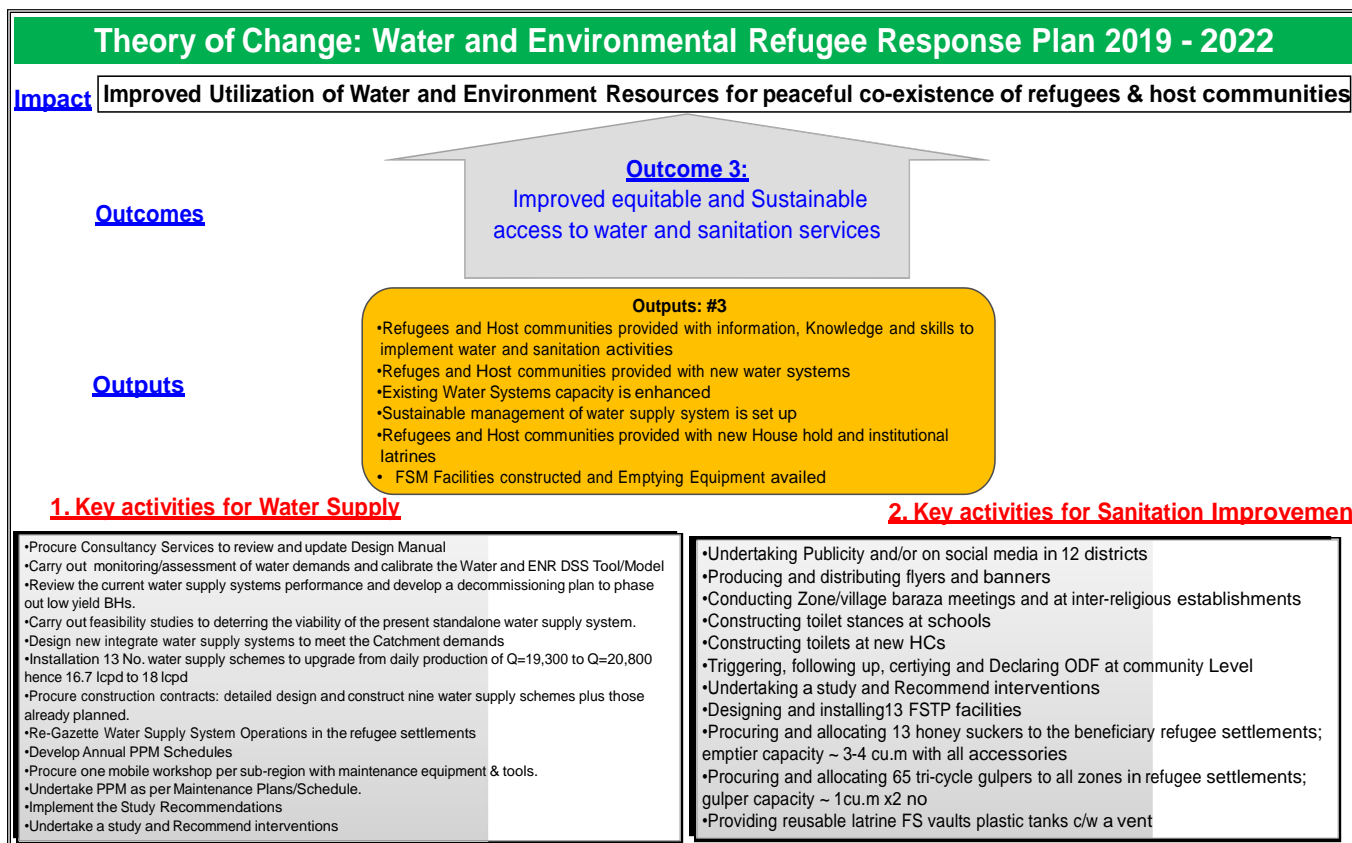 Theory of Change: Water and Environmental Refugee Response Plan 2019 - 2022
Impact
Improved Utilization of Water and Environment Resources for peaceful co-existence of refugees & host communities
Outcome 3:
Improved equitable and Sustainable
access to water and sanitation services
Outcomes
Outputs: #3
•Refugees and Host communities provided with information, Knowledge and skills to
implement water and sanitation activities
•Refuges and Host communities provided with new water systems
•Existing Water Systems capacity is enhanced
•Sustainable management of water supply system is set up
•Refugees and Host communities provided with new House hold and institutional
latrines
• FSM Facilities constructed and Emptying Equipment availed
Outputs
1. Key activities for Water Supply
•Procure Consultancy Services to review and update Design Manual
•Carry out monitoring/assessment of water demands and calibrate the Water and ENR DSS Tool/Model
•Review the current water supply systems performance and develop a decommissioning plan to phase
out low yield BHs.
•Carry out feasibility studies to deterring the viability of the present standalone water supply system.
•Design new integrate water supply systems to meet the Catchment demands
•Installation 13 No. water supply schemes to upgrade from daily production of Q=19,300 to Q=20,800
hence 16.7 lcpd to 18 lcpd
•Procure construction contracts: detailed design and construct nine water supply schemes plus those
already planned.
•Re-Gazette Water Supply System Operations in the refugee settlements
•Develop Annual PPM Schedules
•Procure one mobile workshop per sub-region with maintenance equipment & tools.
•Undertake PPM as per Maintenance Plans/Schedule.
•Implement the Study Recommendations
•Undertake a study and Recommend interventions
2. Key activities for Sanitation Improvemen
•Undertaking Publicity and/or on social media in 12 districts
•Producing and distributing flyers and banners
•Conducting Zone/village baraza meetings and at inter-religious establishments
•Constructing toilet stances at schools
•Constructing toilets at new HCs
•Triggering, following up, certiying and Declaring ODF at community Level
•Undertaking a study and Recommend interventions
•Designing and installing13 FSTP facilities
•Procuring and allocating 13 honey suckers to the beneficiary refugee settlements;
emptier capacity ~ 3-4 cu.m with all accessories
•Procuring and allocating 65 tri-cycle gulpers to all zones in refugee settlements;
gulper capacity ~ 1cu.m x2 no
•Providing reusable latrine FS vaults plastic tanks c/w a vent